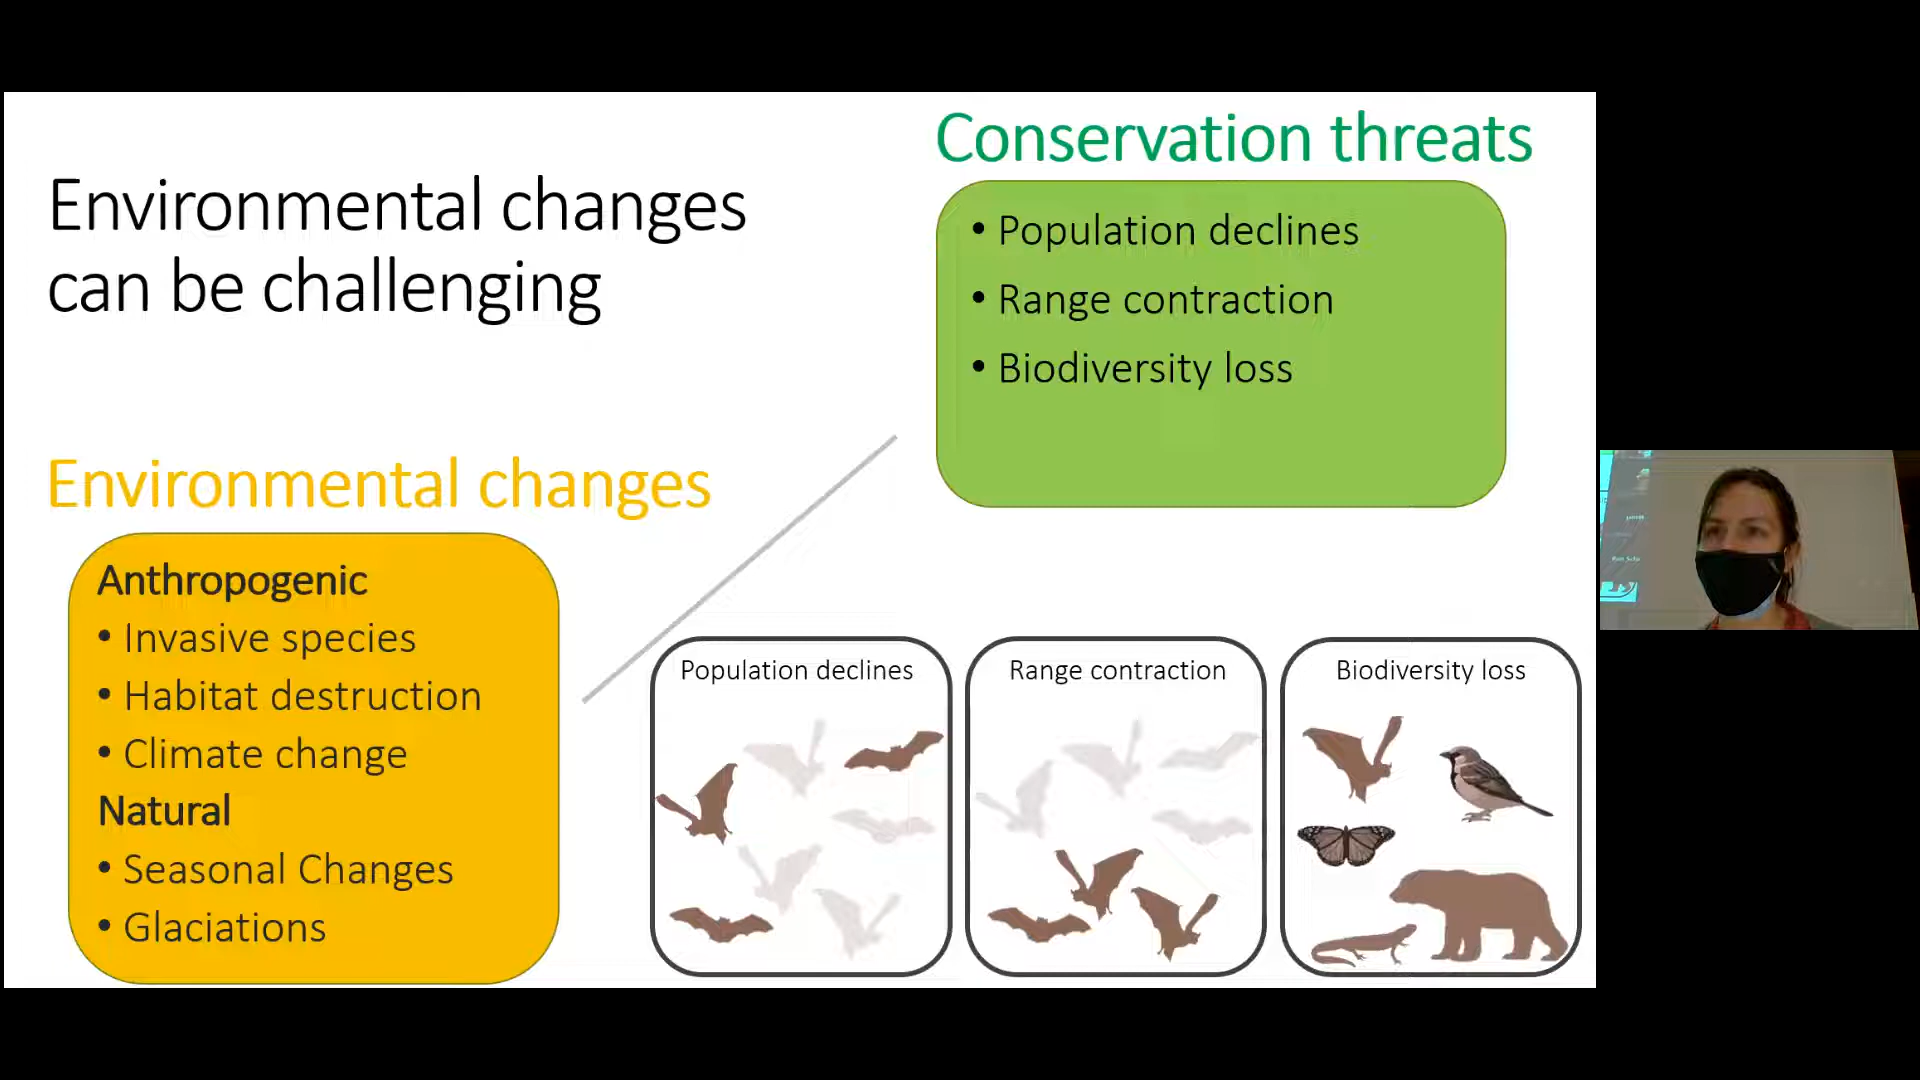 Environmental changes
can be challenging
Conservation threats
• Population declines
• Range contraction
• Biodiversity loss
Environmental changes
Anthropogenic
• Invasive species
• Habitat destruction
• Climate change
Natural
• Seasonal Changes
• Glaciations
Population declines
Range contraction
Biodiversity loss